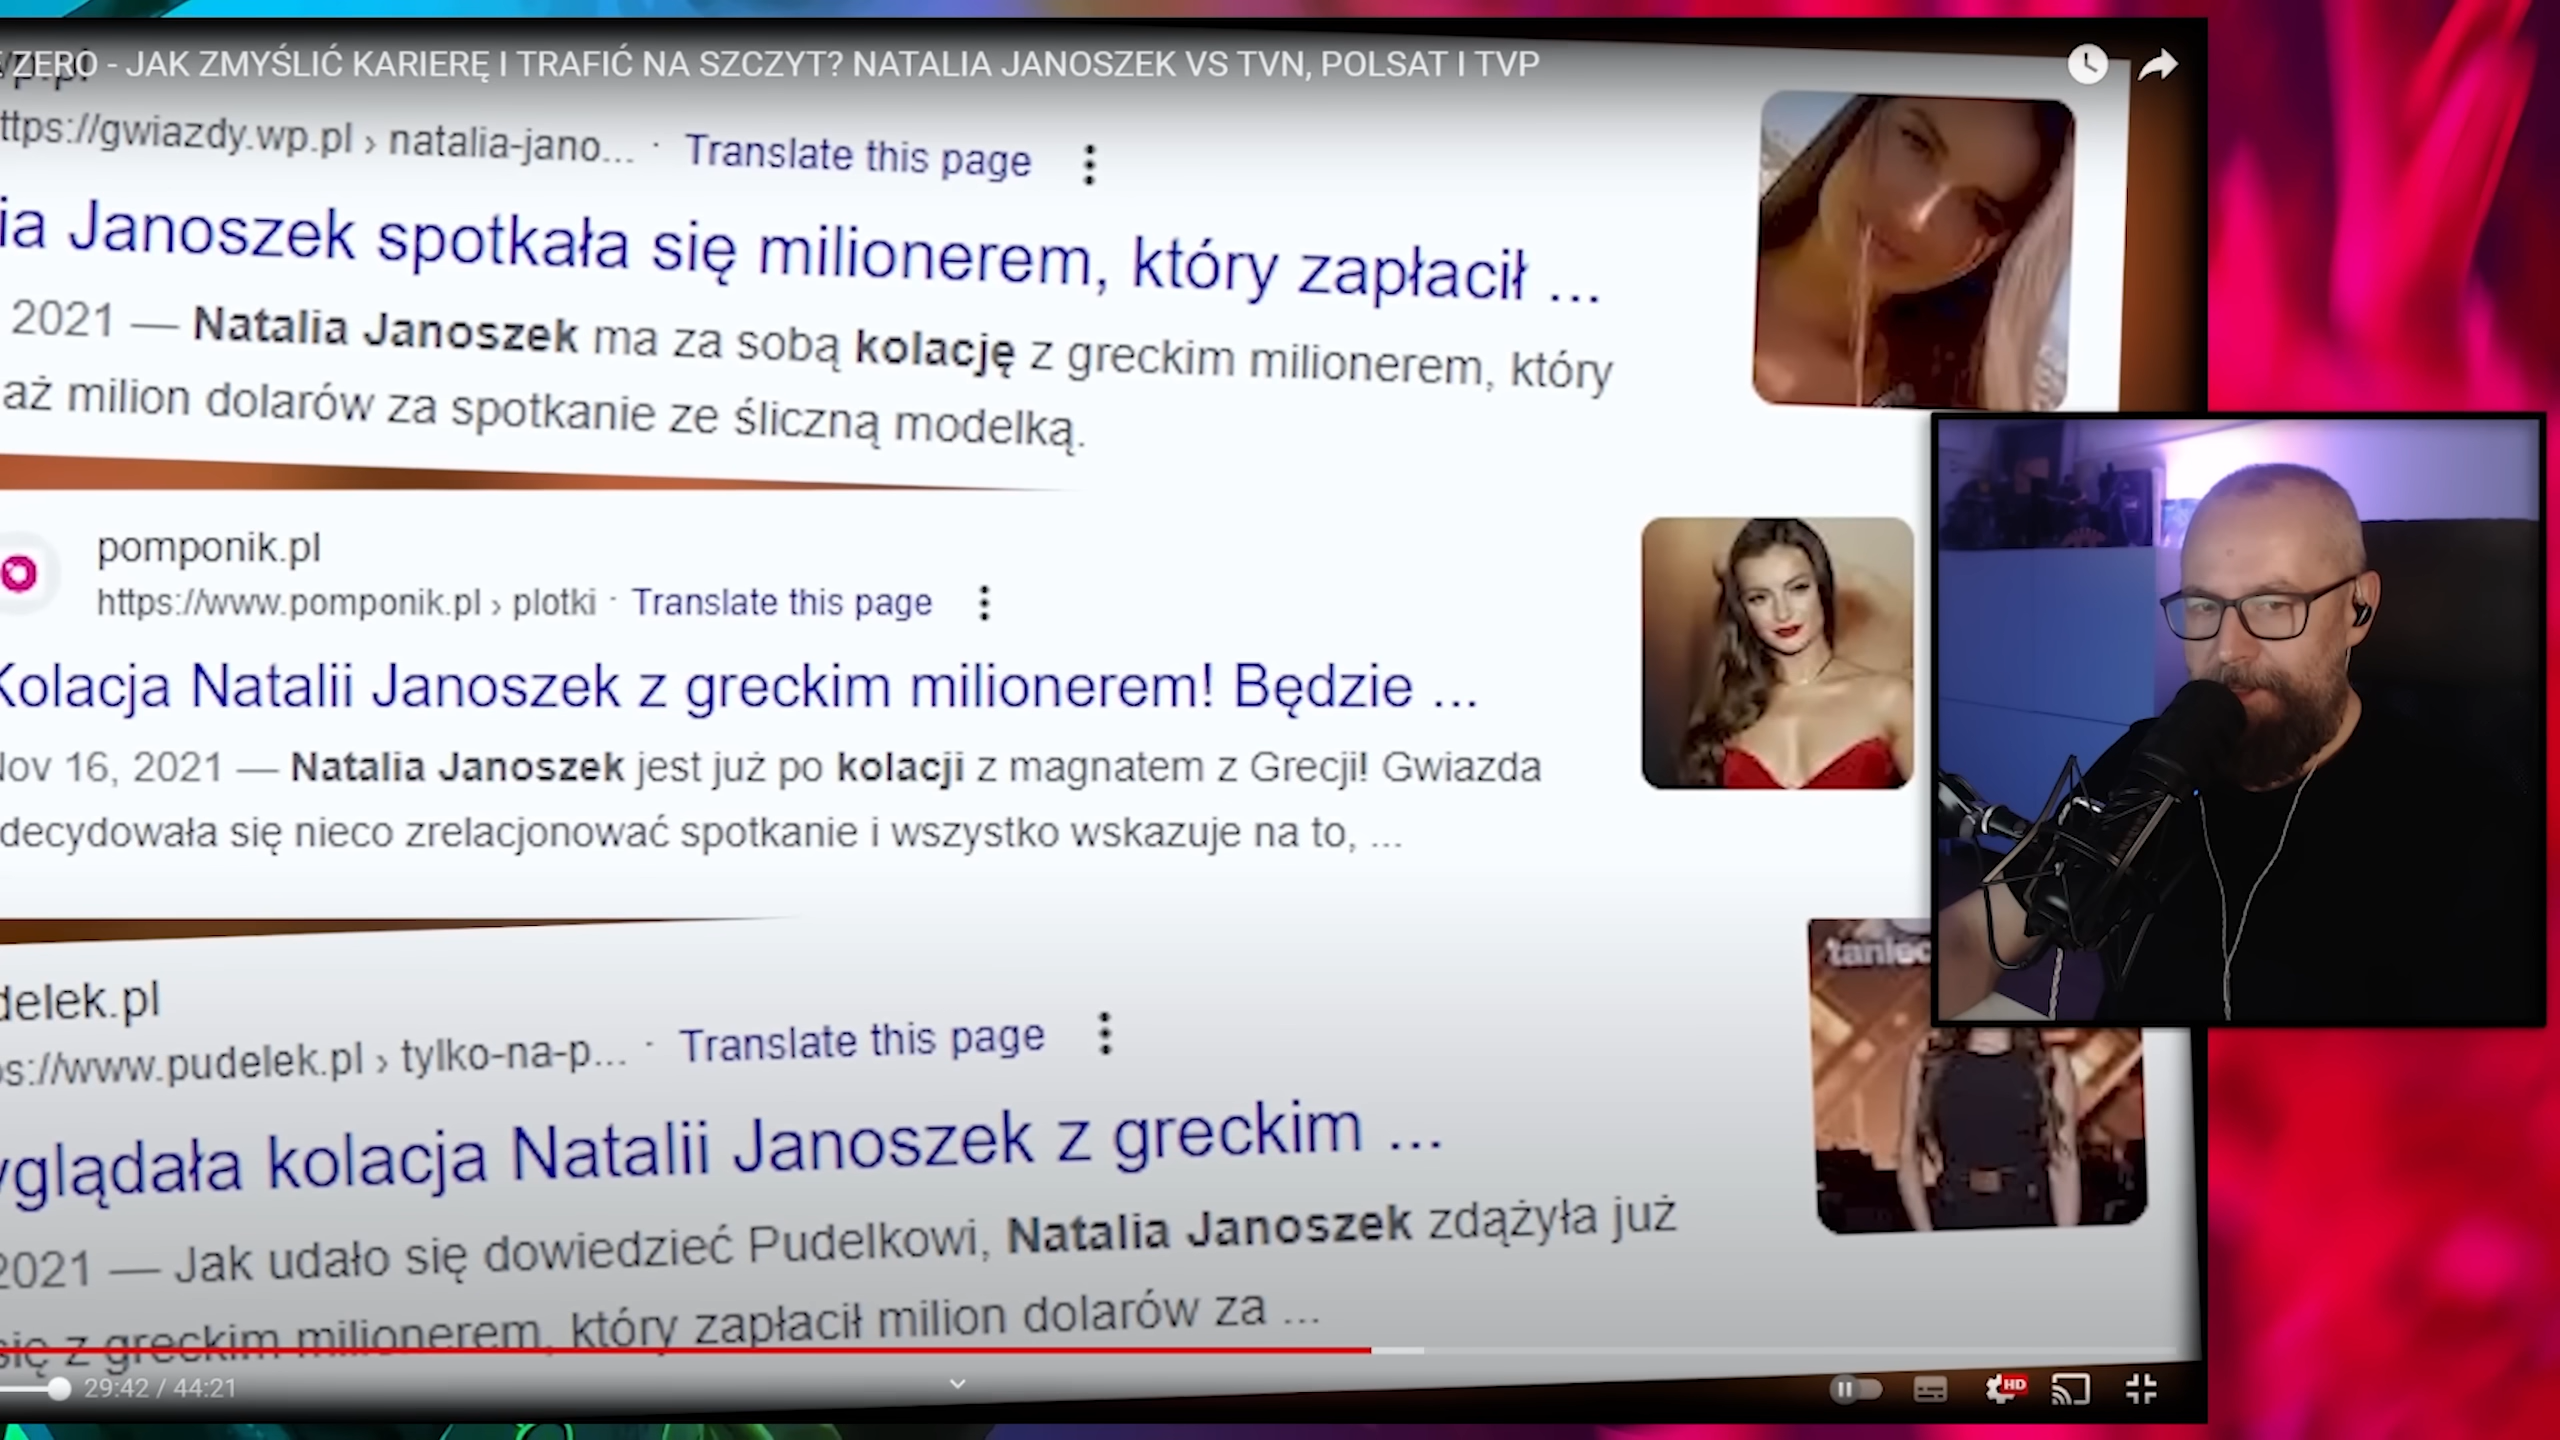 ZERO - JAK ZMYŚLIĆ KARIERĘ I TRAFIĆ NA SZCZYT? NATALIA JANOSZEK VS TVN, POLSAT I TVP
wp.pl
ttps://gwiazdy.wp.pl › natalia-jano... · Translate this page
ia Janoszek spotkała się milionerem, który zapłacił ...
2021 — Natalia Janoszek ma za sobą kolację z greckim milionerem, który
aż milion dolarów za spotkanie ze śliczną modelką.
pomponik.pl
https://www.pomponik.pl › plotki · Translate this page
Kolacja Natalii Janoszek z greckim milionerem! Będzie ...
Nov 16, 2021 — Natalia Janoszek jest już po kolacji z magnatem z Grecji! Gwiazda
decydowała się nieco zrelacjonować spotkanie i wszystko wskazuje na to, ...
taniec
delek.pl
ps://www.pudelek.pl › tylko-na-p... · Translate this page
yglądała kolacja Natalii Janoszek z greckim ...
2021 — Jak udało się dowiedzieć Pudelkowi, Natalia Janoszek zdążyła już
się z greckim milionerem, który zapłacił milion dolarów za ...
29:42 / 44:21
HD